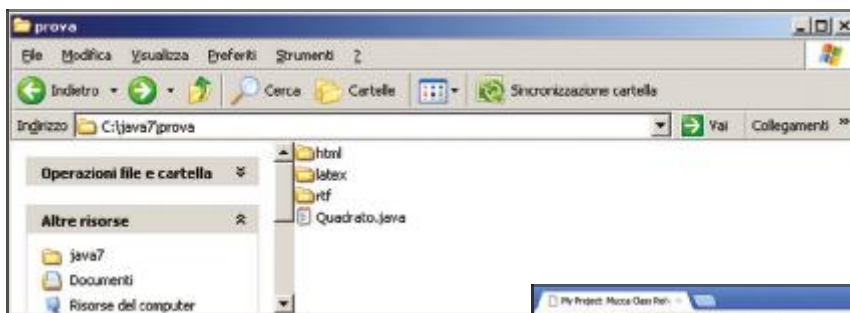 prova
File Modifica Visualizza Preferiti Strumenti ?
Indietro Cerca Cartelle Sincronizzazione cartella
Indirizzo C:\java7\prova Vai Collegamenti »
Operazioni file e cartella
Altre risorse
java7
Documenti
Risorse del computer
html
latex
rtf
Quadrato.java
My Project: Mucca Class Refe